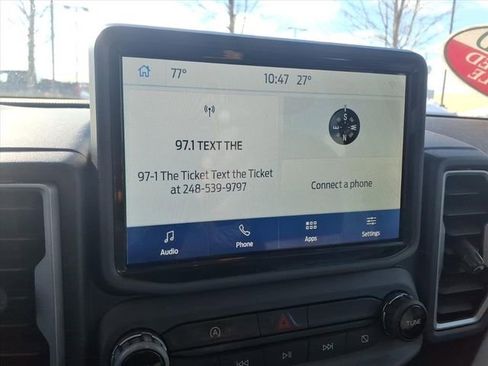 77°
10:47 27°
97.1 TEXT THE
97-1 The Ticket Text the Ticket
at 248-539-9797
Connect a phone
Audio
Phone
Apps
Settings
TUNE